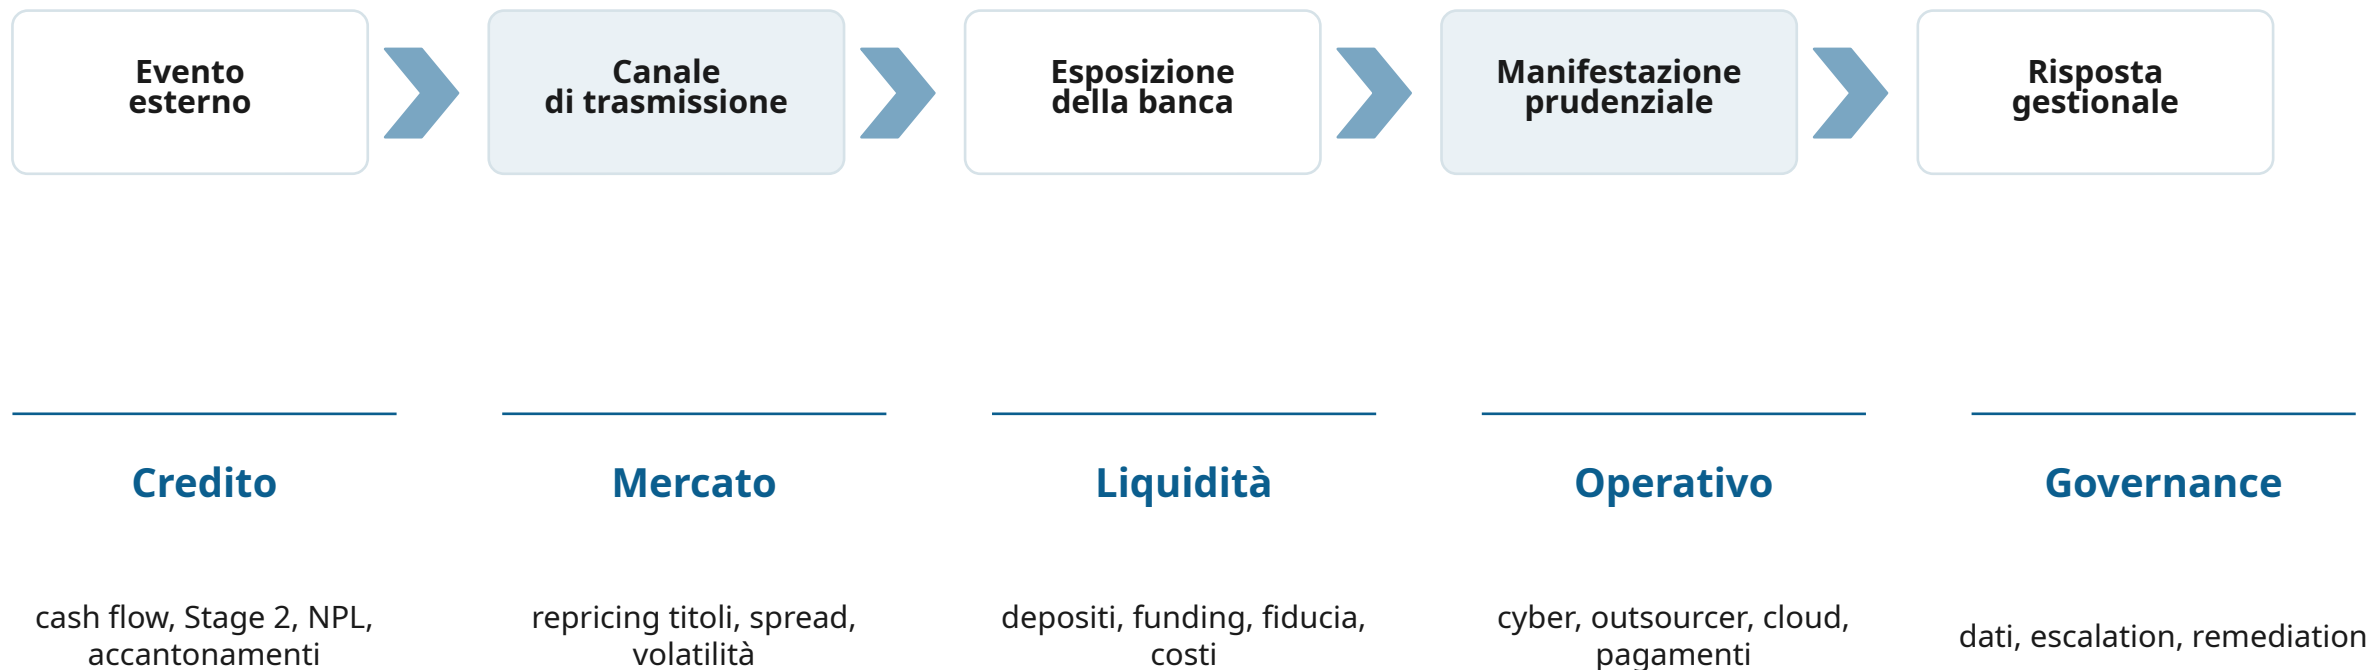 Evento
esterno
Canale
di trasmissione
Esposizione
della banca
Manifestazione
prudenziale
Risposta
gestionale
Credito
Mercato
Liquidità
Operativo
Governance
cash flow, Stage 2, NPL,
accantonamenti
repricing titoli, spread,
volatilità
depositi, funding, fiducia,
costi
cyber, outsourcer, cloud,
pagamenti
dati, escalation, remediation